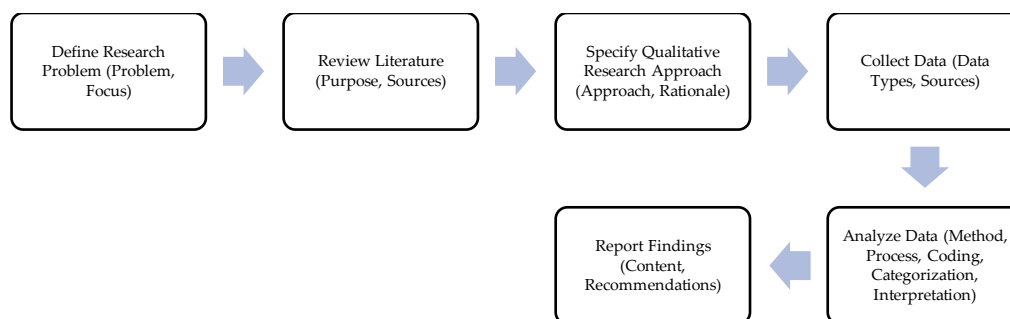 Define Research
Problem (Problem,
Focus)
Review Literature
(Purpose, Sources)
Specify Qualitative
Research Approach
(Approach, Rationale)
Collect Data (Data
Types, Sources)
Analyze Data (Method,
Process, Coding,
Categorization,
Interpretation)
Report Findings
(Content,
Recommendations)